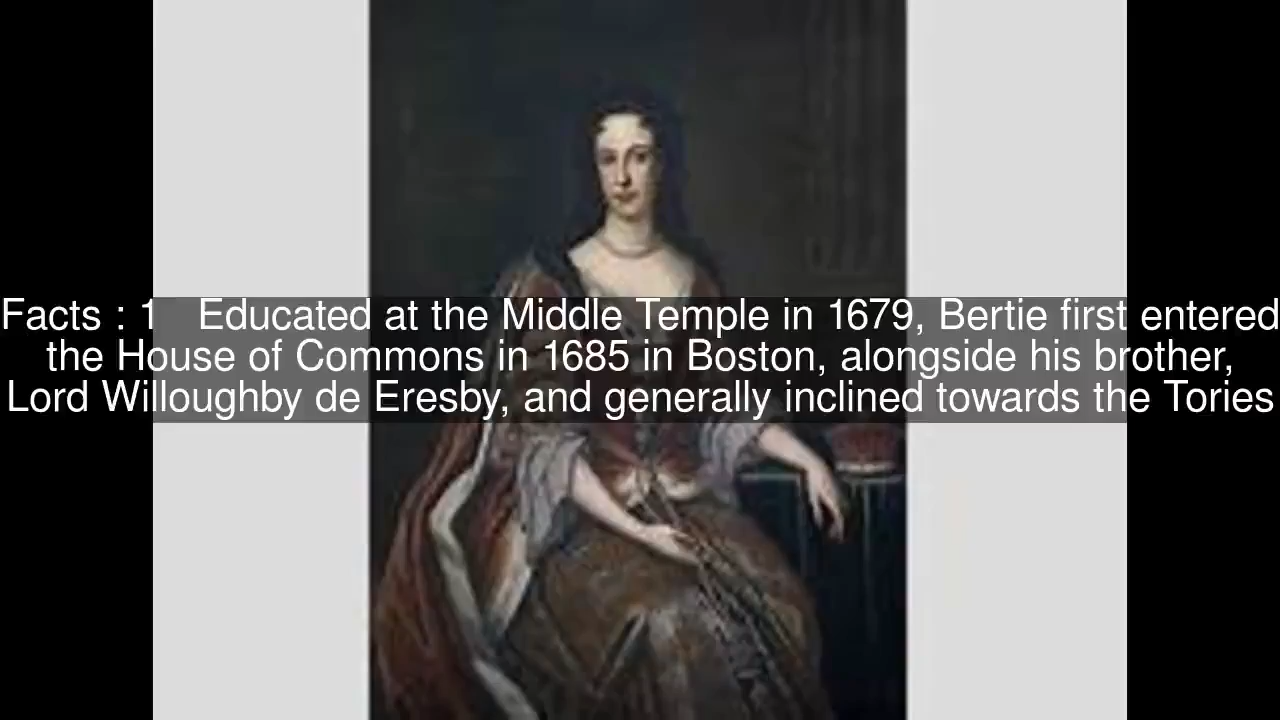 Facts : 1 Educated at the Middle Temple in 1679, Bertie first entered
the House of Commons in 1685 in Boston, alongside his brother,
Lord Willoughby de Eresby, and generally inclined towards the Tories